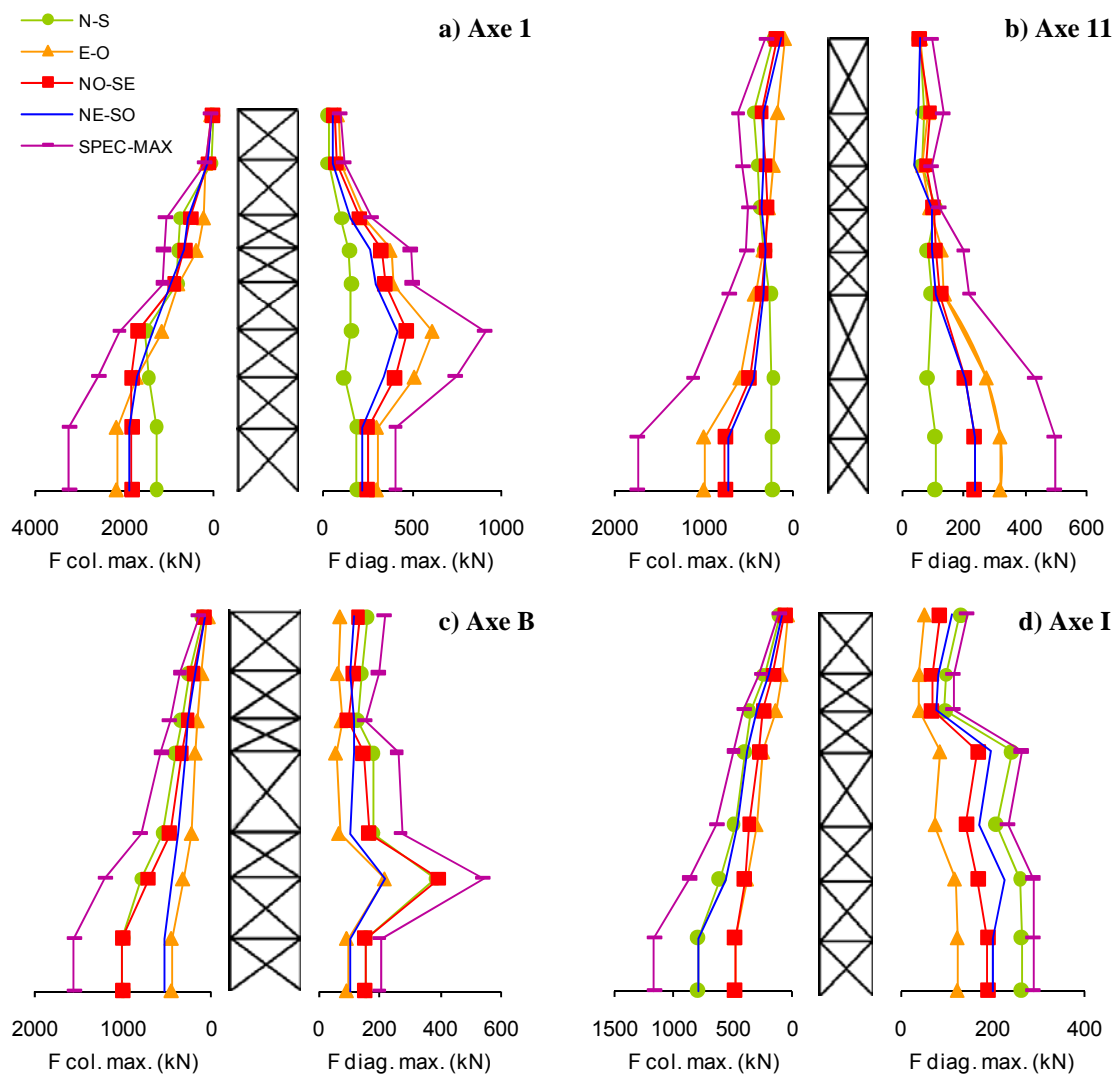 N-S
E-O
NO-SE
NE-SO
SPEC-MAX
a) Axe 1
b) Axe 11
4000 2000 0
0 500 1000
2000 1000 0
0 200 400 600
F col. max. (kN)
F diag. max. (kN)
F col. max. (kN)
F diag. max. (kN)
c) Axe B
d) Axe I
2000 1000 0
0 200 400 600
1500 1000 500 0
0 200 400
F col. max. (kN)
F diag. max. (kN)
F col. max. (kN)
F diag. max. (kN)